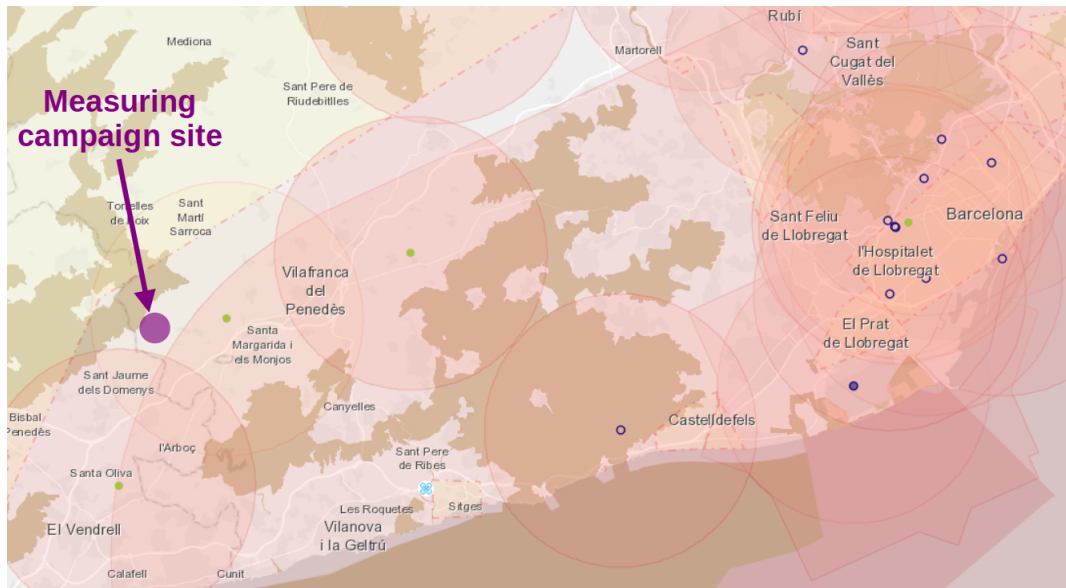 Rubí
Mediona
Martorell
Sant
Cugat del
Vallès
Sant Pere de
Riudebitlles
Measuring
campaign site
Torrelles
de Foix
Sant
Martí
Sarroca
Sant Feliu
de Llobregat
Barcelona
l'Hospitalet
de Llobregat
Vilafranca
del
Penedès
Santa
Margarida i
els Monjos
El Prat
de Llobregat
Sant Jaume
dels Domenys
Bisbal
Penedès
Canyelles
Castelldefels
l'Arboç
Sant Pere
de Ribes
Santa Oliva
Les Roquetes
Sitges
El Vendrell
Vilanova
i la Geltrú
Calafell
Cunit